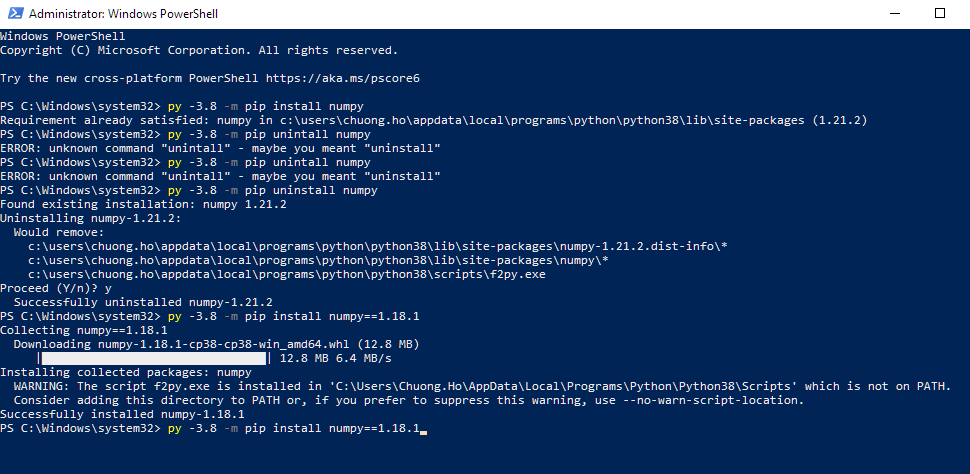 Administrator: Windows PowerShell
Windows PowerShell
Copyright (C) Microsoft Corporation. All rights reserved.
Try the new cross-platform PowerShell https://aka.ms/pscore6
PS C:\Windows\system32> py -3.8 -m pip install numpy
Requirement already satisfied: numpy in c:\users\chuong.ho\appdata\local\programs\python\python38\lib\site-packages (1.21.2)
PS C:\Windows\system32> py -3.8 -m pip unintall numpy
ERROR: unknown command "unintall" - maybe you meant "uninstall"
PS C:\Windows\system32> py -3.8 -m pip unintall numpy
ERROR: unknown command "unintall" - maybe you meant "uninstall"
PS C:\Windows\system32> py -3.8 -m pip uninstall numpy
Found existing installation: numpy 1.21.2
Uninstalling numpy-1.21.2:
  Would remove:
    c:\users\chuong.ho\appdata\local\programs\python\python38\lib\site-packages\numpy-1.21.2.dist-info\*
    c:\users\chuong.ho\appdata\local\programs\python\python38\lib\site-packages\numpy\*
    c:\users\chuong.ho\appdata\local\programs\python\python38\scripts\f2py.exe
Proceed (Y/n)? y
  Successfully uninstalled numpy-1.21.2
PS C:\Windows\system32> py -3.8 -m pip install numpy==1.18.1
Collecting numpy==1.18.1
  Downloading numpy-1.18.1-cp38-cp38-win_amd64.whl (12.8 MB)
     |████████████████████████████████| 12.8 MB 6.4 MB/s
Installing collected packages: numpy
  WARNING: The script f2py.exe is installed in 'C:\Users\Chuong.Ho\AppData\Local\Programs\Python\Python38\Scripts' which is not on PATH.
  Consider adding this directory to PATH or, if you prefer to suppress this warning, use --no-warn-script-location.
Successfully installed numpy-1.18.1
PS C:\Windows\system32> py -3.8 -m pip install numpy==1.18.1